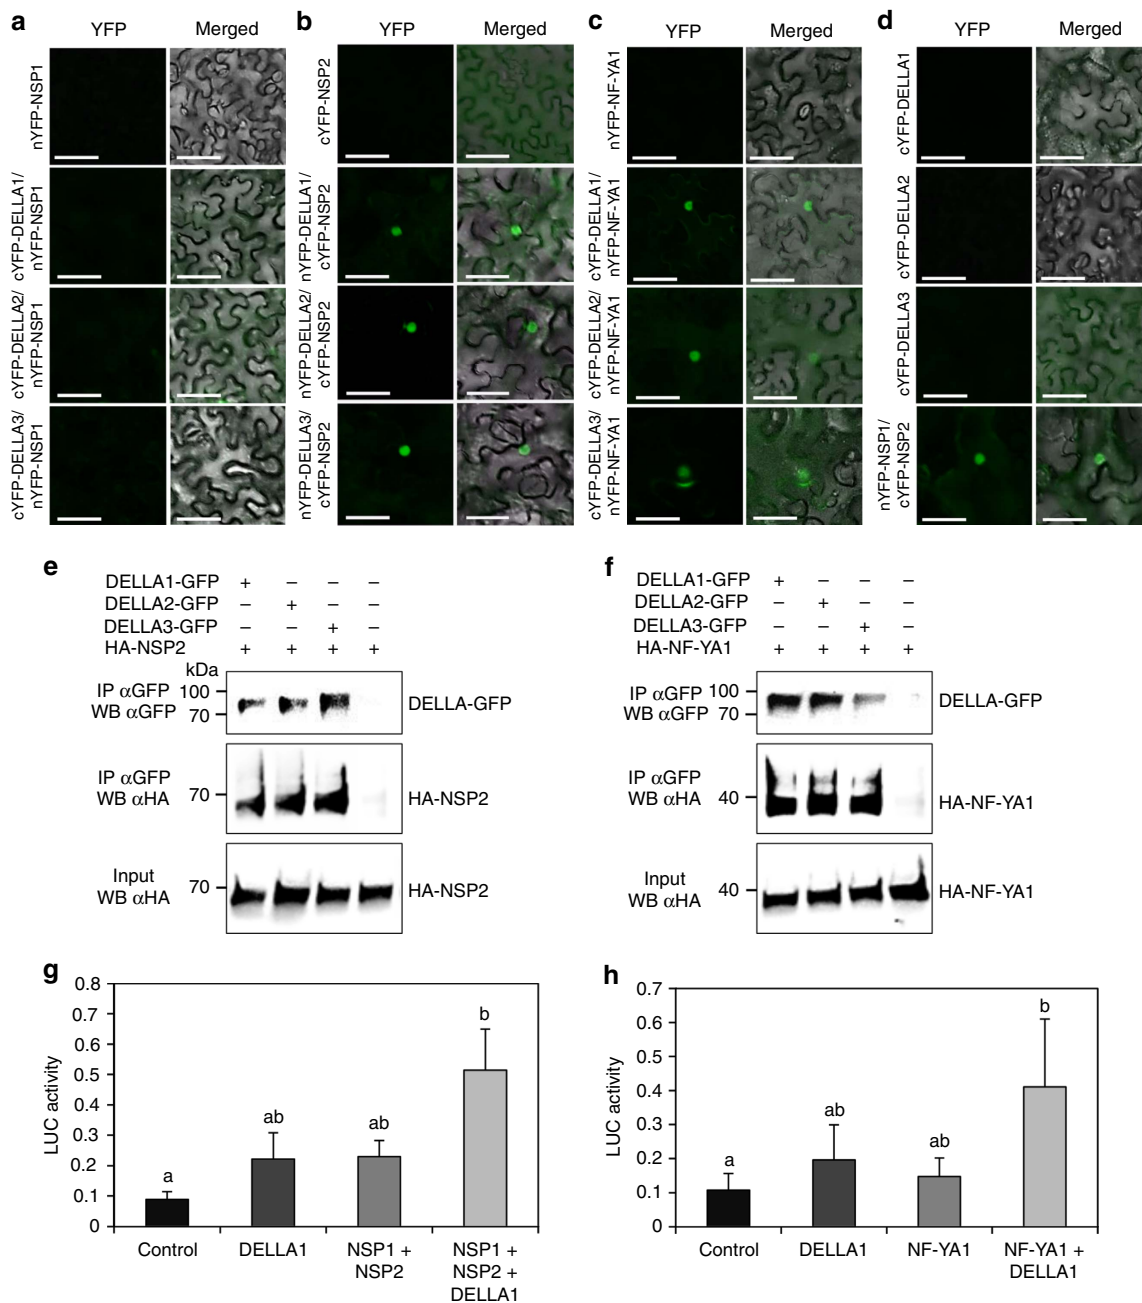 a
YFP Merged
nYFP-NSP1
cYFP-DELLA1/
nYFP-NSP1
cYFP-DELLA2/
nYFP-NSP1
cYFP-DELLA3/
nYFP-NSP1
b
YFP Merged
cYFP-NSP2
nYFP-DELLA1/
cYFP-NSP2
nYFP-DELLA2/
cYFP-NSP2
nYFP-DELLA3/
cYFP-NSP2
c
YFP Merged
nYFP-NF-YA1
cYFP-DELLA1/
nYFP-NF-YA1
cYFP-DELLA2/
nYFP-NF-YA1
cYFP-DELLA3/
nYFP-NF-YA1
d
YFP Merged
cYFP-DELLA1
cYFP-DELLA2
cYFP-DELLA3
nYFP-NSP1/
cYFP-NSP2
e
DELLA1-GFP + – – –
DELLA2-GFP – + – –
DELLA3-GFP – – + –
HA-NSP2 + + + +
kDa
IP αGFP 100
WB αGFP 70
DELLA-GFP
IP αGFP
WB αHA
70
HA-NSP2
Input
WB αHA
70
HA-NSP2
f
DELLA1-GFP + – – –
DELLA2-GFP – + – –
DELLA3-GFP – – + –
HA-NF-YA1 + + + +
IP αGFP 100
WB αGFP 70
DELLA-GFP
IP αGFP
WB αHA
40
HA-NF-YA1
Input
WB αHA
40
HA-NF-YA1
g
LUC activity
0.8
0.7
0.6
0.5
0.4
0.3
0.2
0.1
0
a
ab
ab
b
Control
DELLA1
NSP1 +
NSP2
NSP1 +
NSP2 +
DELLA1
h
LUC activity
0.7
0.6
0.5
0.4
0.3
0.2
0.1
0
a
ab
ab
b
Control
DELLA1
NF-YA1
NF-YA1 +
DELLA1